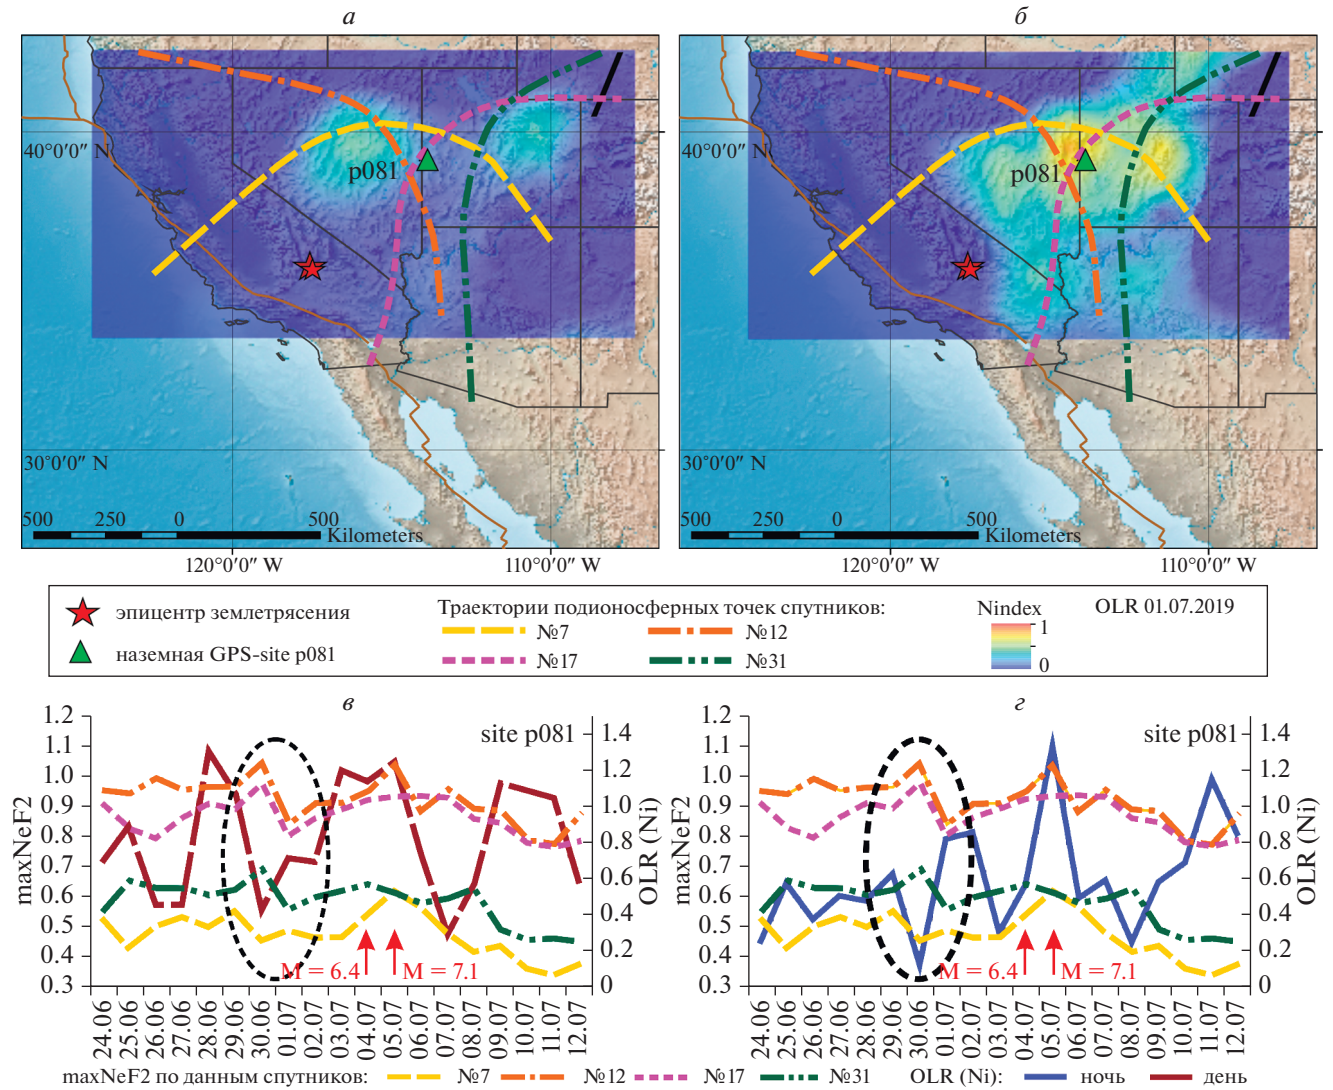 а
б
40°0′0″ N
p081
30°0′0″ N
500 250 0 500
Kilometers
120°0′0″ W 110°0′0″ W
40°0′0″ N
p081
30°0′0″ N
500 250 0 500
Kilometers
120°0′0″ W 110°0′0″ W
эпицентр землетрясения
наземная GPS-site p081
Траектории подионосферных точек спутников:
№7 №12
№17 №31
Nindex
1
0
OLR 01.07.2019
в
site p081
maxNeF2
1.2
1.1
1.0
0.9
0.8
0.7
0.6
0.5
0.4
0.3
OLR (Ni)
1.4
1.2
1.0
0.8
0.6
0.4
0.2
0
M = 6.4 M = 7.1
24.06 25.06 26.06 27.06 28.06 29.06 30.06 01.07 02.07 03.07 04.07 05.07 06.07 07.07 08.07 09.07 10.07 11.07 12.07
г
site p081
maxNeF2
1.2
1.1
1.0
0.9
0.8
0.7
0.6
0.5
0.4
0.3
OLR (Ni)
1.4
1.2
1.0
0.8
0.6
0.4
0.2
0
M = 6.4 M = 7.1
24.06 25.06 26.06 27.06 28.06 29.06 30.06 01.07 02.07 03.07 04.07 05.07 06.07 07.07 08.07 09.07 10.07 11.07 12.07
maxNeF2 по данным спутников: №7 №12 №17 №31 OLR (Ni): ночь день